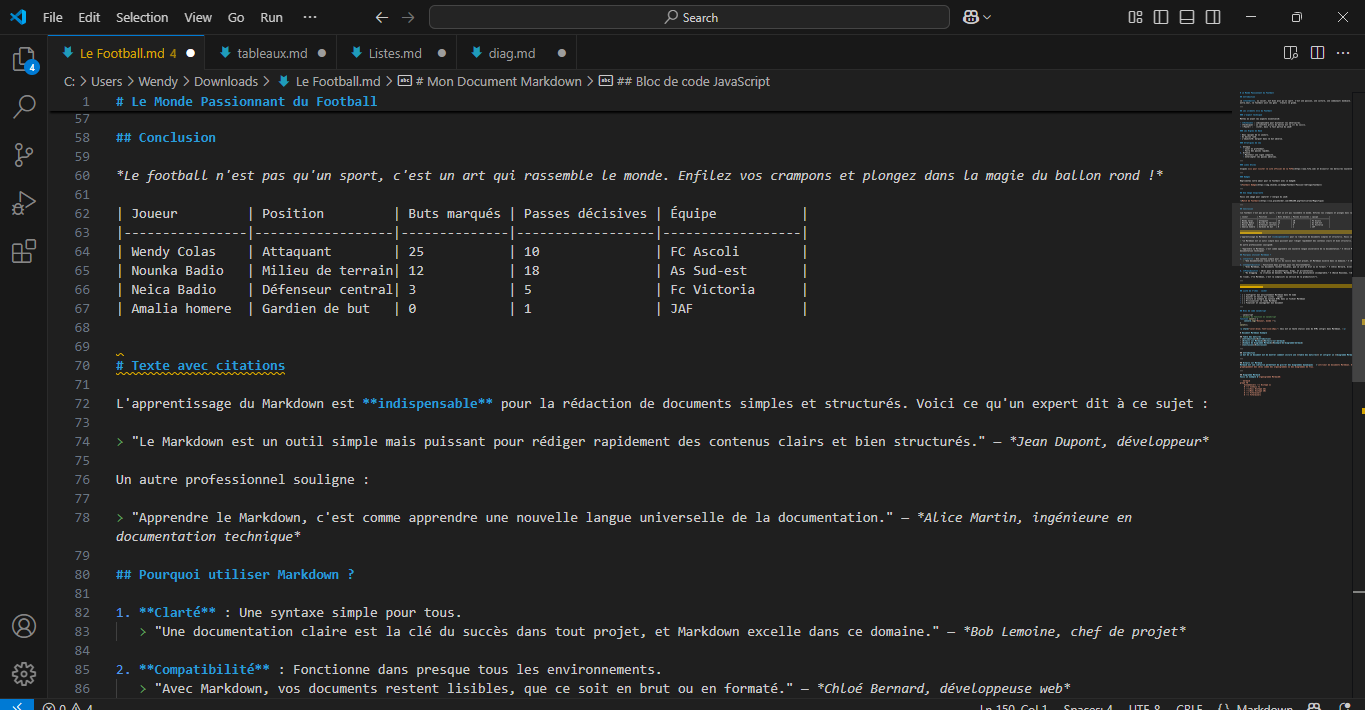 File Edit Selection View Go Run ··· Search
Le Football.md 4 tableaux.md Listes.md diag.md
C: > Users > Wendy > Downloads > Le Football.md > # Mon Document Markdown > ## Bloc de code JavaScript
1 # Le Monde Passionnant du Football
57
58 ## Conclusion
59
60 *Le football n'est pas qu'un sport, c'est un art qui rassemble le monde. Enfilez vos crampons et plongez dans la magie du ballon rond !*
61
62 | Joueur | Position | Buts marqués | Passes décisives | Équipe |
63 |----------------|------------------|--------------|------------------|------------------|
64 | Wendy Colas | Attaquant | 25 | 10 | FC Ascoli |
65 | Nounka Badio | Milieu de terrain| 12 | 18 | As Sud-est |
66 | Neica Badio | Défenseur central| 3 | 5 | Fc Victoria |
67 | Amalia homere | Gardien de but | 0 | 1 | JAF |
68
69
70 # Texte avec citations
71
72 L'apprentissage du Markdown est **indispensable** pour la rédaction de documents simples et structurés. Voici ce qu'un expert dit à ce sujet :
73
74 > "Le Markdown est un outil simple mais puissant pour rédiger rapidement des contenus clairs et bien structurés." — *Jean Dupont, développeur*
75
76 Un autre professionnel souligne :
77
78 > "Apprendre le Markdown, c'est comme apprendre une nouvelle langue universelle de la documentation." — *Alice Martin, ingénieure en
documentation technique*
79
80 ## Pourquoi utiliser Markdown ?
81
82 1. **Clarté** : Une syntaxe simple pour tous.
83 > "Une documentation claire est la clé du succès dans tout projet, et Markdown excelle dans ce domaine." — *Bob Lemoine, chef de projet*
84
85 2. **Compatibilité** : Fonctionne dans presque tous les environnements.
86 > "Avec Markdown, vos documents restent lisibles, que ce soit en brut ou en formaté." — *Chloé Bernard, développeuse web*
4
0 4 Ln 150, Col 1 Spaces: 4 UTF-8 CRLF {} Markdown